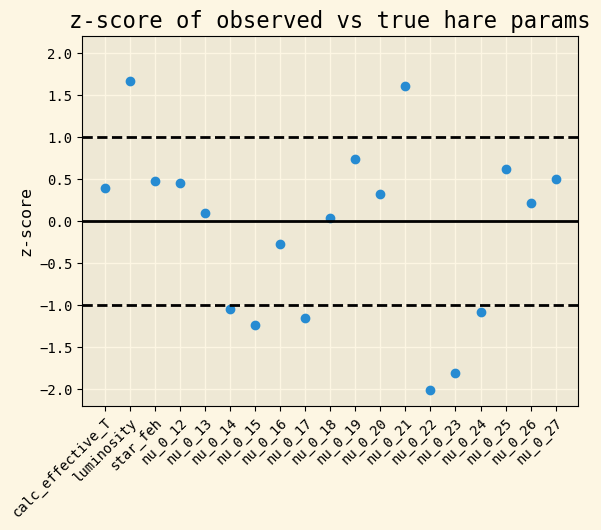 z-score of observed vs true hare params
z-score
2.0
1.5
1.0
0.5
0.0
−0.5
−1.0
−1.5
−2.0
calc_effective_T
luminosity
star_feh
nu_0_12
nu_0_13
nu_0_14
nu_0_15
nu_0_16
nu_0_17
nu_0_18
nu_0_19
nu_0_20
nu_0_21
nu_0_22
nu_0_23
nu_0_24
nu_0_25
nu_0_26
nu_0_27